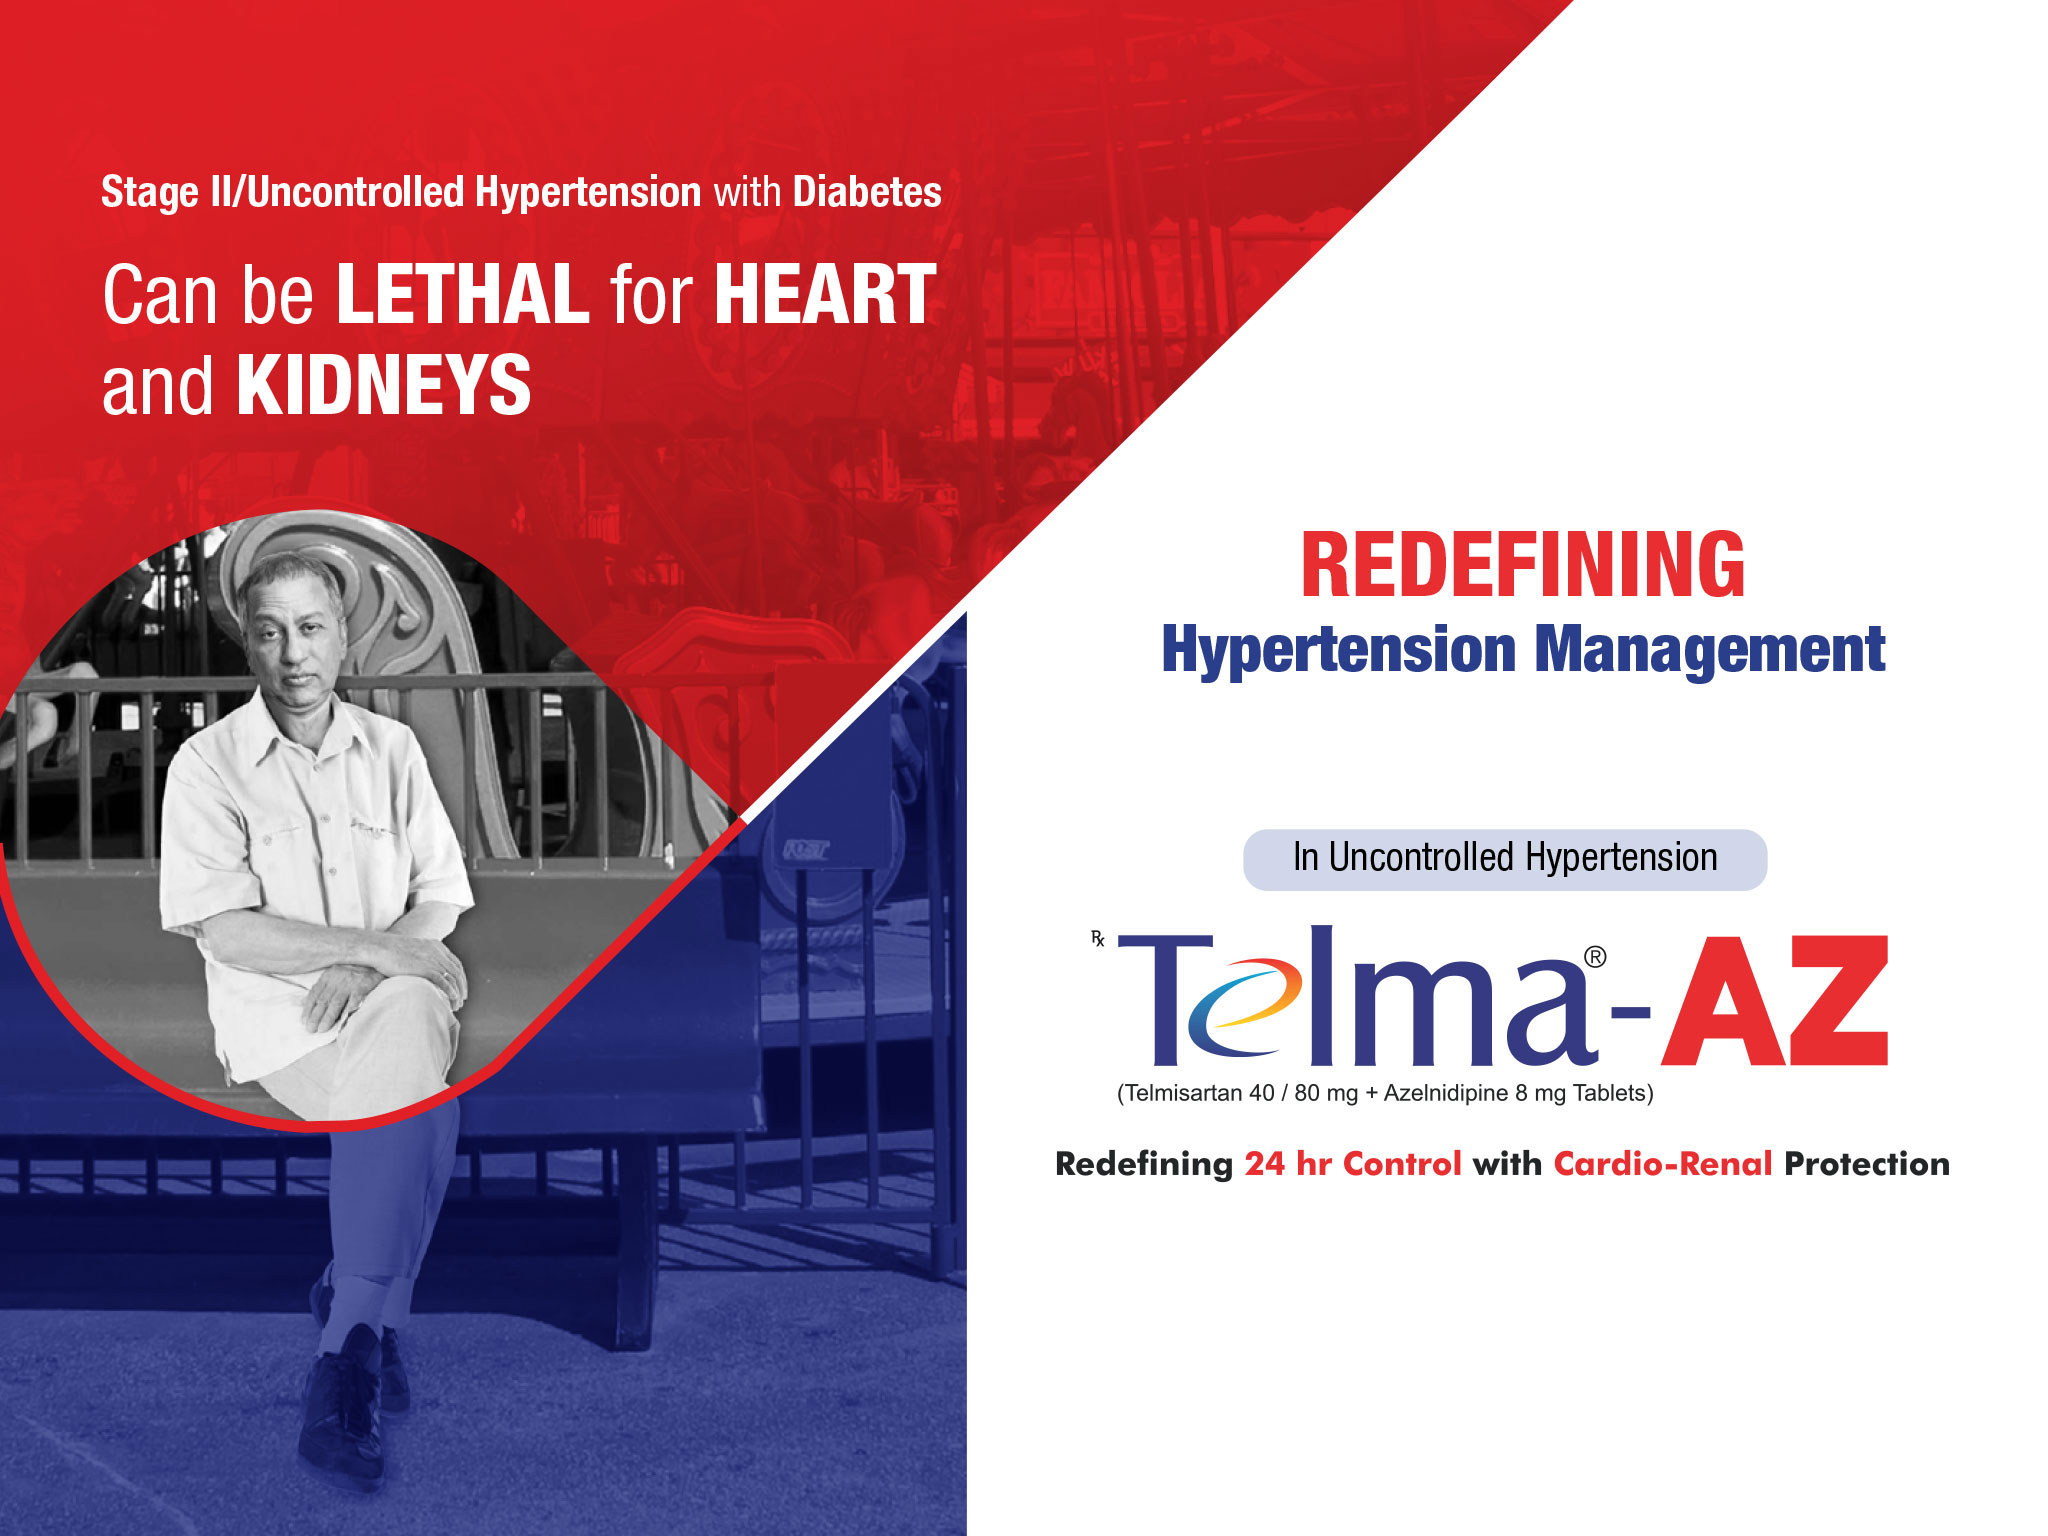 Stage II/Uncontrolled Hypertension with Diabetes
Can be LETHAL for HEART
and KIDNEYS
REDEFINING
Hypertension Management
In Uncontrolled Hypertension
℞ Telma®-AZ
(Telmisartan 40 / 80 mg + Azelnidipine 8 mg Tablets)
Redefining 24 hr Control with Cardio-Renal Protection